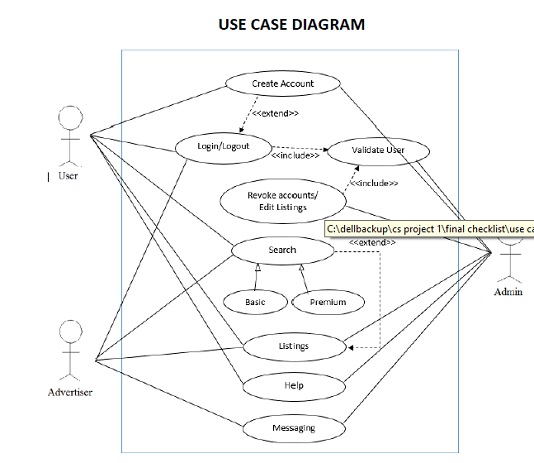 USE CASE DIAGRAM
Create Account
<<extend>>
Login/Logout
<<include>>
Validate User
User
<<include>>
Revoke accounts/
Edit Listings
C:\dellbackup\cs project 1\final checklist\use ca
Search
<<extend>>
Admin
Basic
Premium
Listings
Advertiser
Help
Messaging